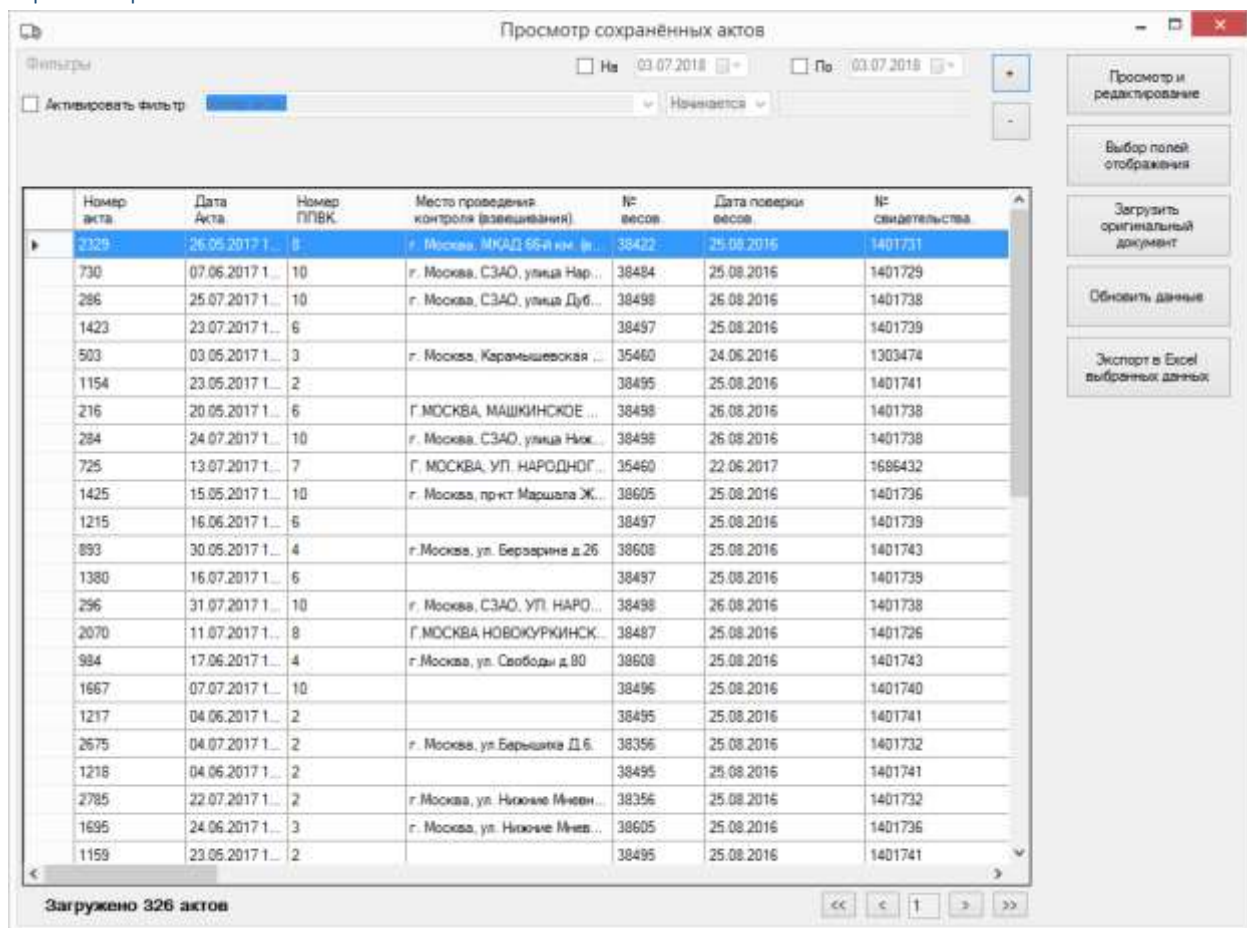 Просмотр сохранённых актов
Фильтры На 03.07.2018 По 03.07.2018 +
Активировать фильтр Начинается -
Просмотр и
редактирование
Выбор полей
отображения
Загрузить
оригинальный
документ
Обновить данные
Экспорт в Excel
выбранных данных
Номер акта Дата Акта Номер ППВК. Место проведения контроля (взвешивания) № весов Дата поверки весов. № свидетельства
2329 26.05.2017 1... 8 г. Москва, МКАД 66-й км. (в... 38422 25.08.2016 1401731
730 07.06.2017 1... 10 г. Москва, СЗАО, улица Нар... 38484 25.08.2016 1401729
286 25.07.2017 1... 10 г. Москва, СЗАО, улица Дуб... 38498 26.08.2016 1401738
1423 23.07.2017 1... 6 38497 25.08.2016 1401739
503 03.05.2017 1... 3 г. Москва, Карамышевская ... 35460 24.06.2016 1303474
1154 23.05.2017 1... 2 38495 25.08.2016 1401741
216 20.05.2017 1... 6 Г.МОСКВА, МАШКИНСКОЕ ... 38498 26.08.2016 1401738
284 24.07.2017 1... 10 г. Москва, СЗАО, улица Ниж... 38498 26.08.2016 1401738
725 13.07.2017 1... 7 Г. МОСКВА, УЛ. НАРОДНОГ... 35460 22.06.2017 1686432
1425 15.05.2017 1... 10 г. Москва, пр-кт Маршала Ж... 38605 25.08.2016 1401736
1215 16.06.2017 1... 6 38497 25.08.2016 1401739
893 30.05.2017 1... 4 г.Москва, ул. Берзарина д.26 38608 25.08.2016 1401743
1380 16.07.2017 1... 6 38497 25.08.2016 1401739
296 31.07.2017 1... 10 г. Москва, СЗАО, УЛ. НАРО... 38498 26.08.2016 1401738
2070 11.07.2017 1... 8 Г.МОСКВА НОВОКУРКИНСК... 38487 25.08.2016 1401726
984 17.06.2017 1... 4 г.Москва, ул. Свободы д.80 38608 25.08.2016 1401743
1667 07.07.2017 1... 10 38496 25.08.2016 1401740
1217 04.06.2017 1... 2 38495 25.08.2016 1401741
2675 04.07.2017 1... 2 г. Москва, ул.Барышиха Д.6. 38356 25.08.2016 1401732
1218 04.06.2017 1... 2 38495 25.08.2016 1401741
2785 22.07.2017 1... 2 г.Москва, ул. Нижние Мневн... 38356 25.08.2016 1401732
1695 24.06.2017 1... 3 г. Москва, ул. Нижние Мнев... 38605 25.08.2016 1401736
1159 23.05.2017 1... 2 38495 25.08.2016 1401741
Загружено 326 актов << < 1 > >>